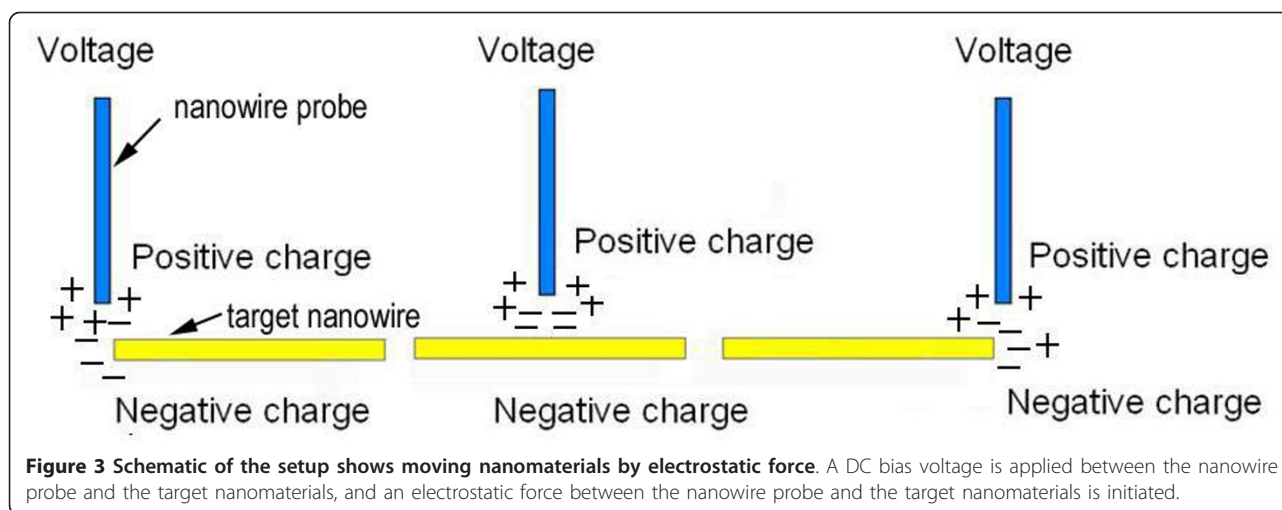 Voltage
Voltage
Voltage
nanowire probe
Positive charge
Positive charge
Positive charge
+ +
+ + −
−
−
−
target nanowire
+ +
+ − − +
− −
+ +
+ − −
− +
−
Negative charge
Negative charge
Negative charge
Figure 3 Schematic of the setup shows moving nanomaterials by electrostatic force. A DC bias voltage is applied between the nanowire
probe and the target nanomaterials, and an electrostatic force between the nanowire probe and the target nanomaterials is initiated.